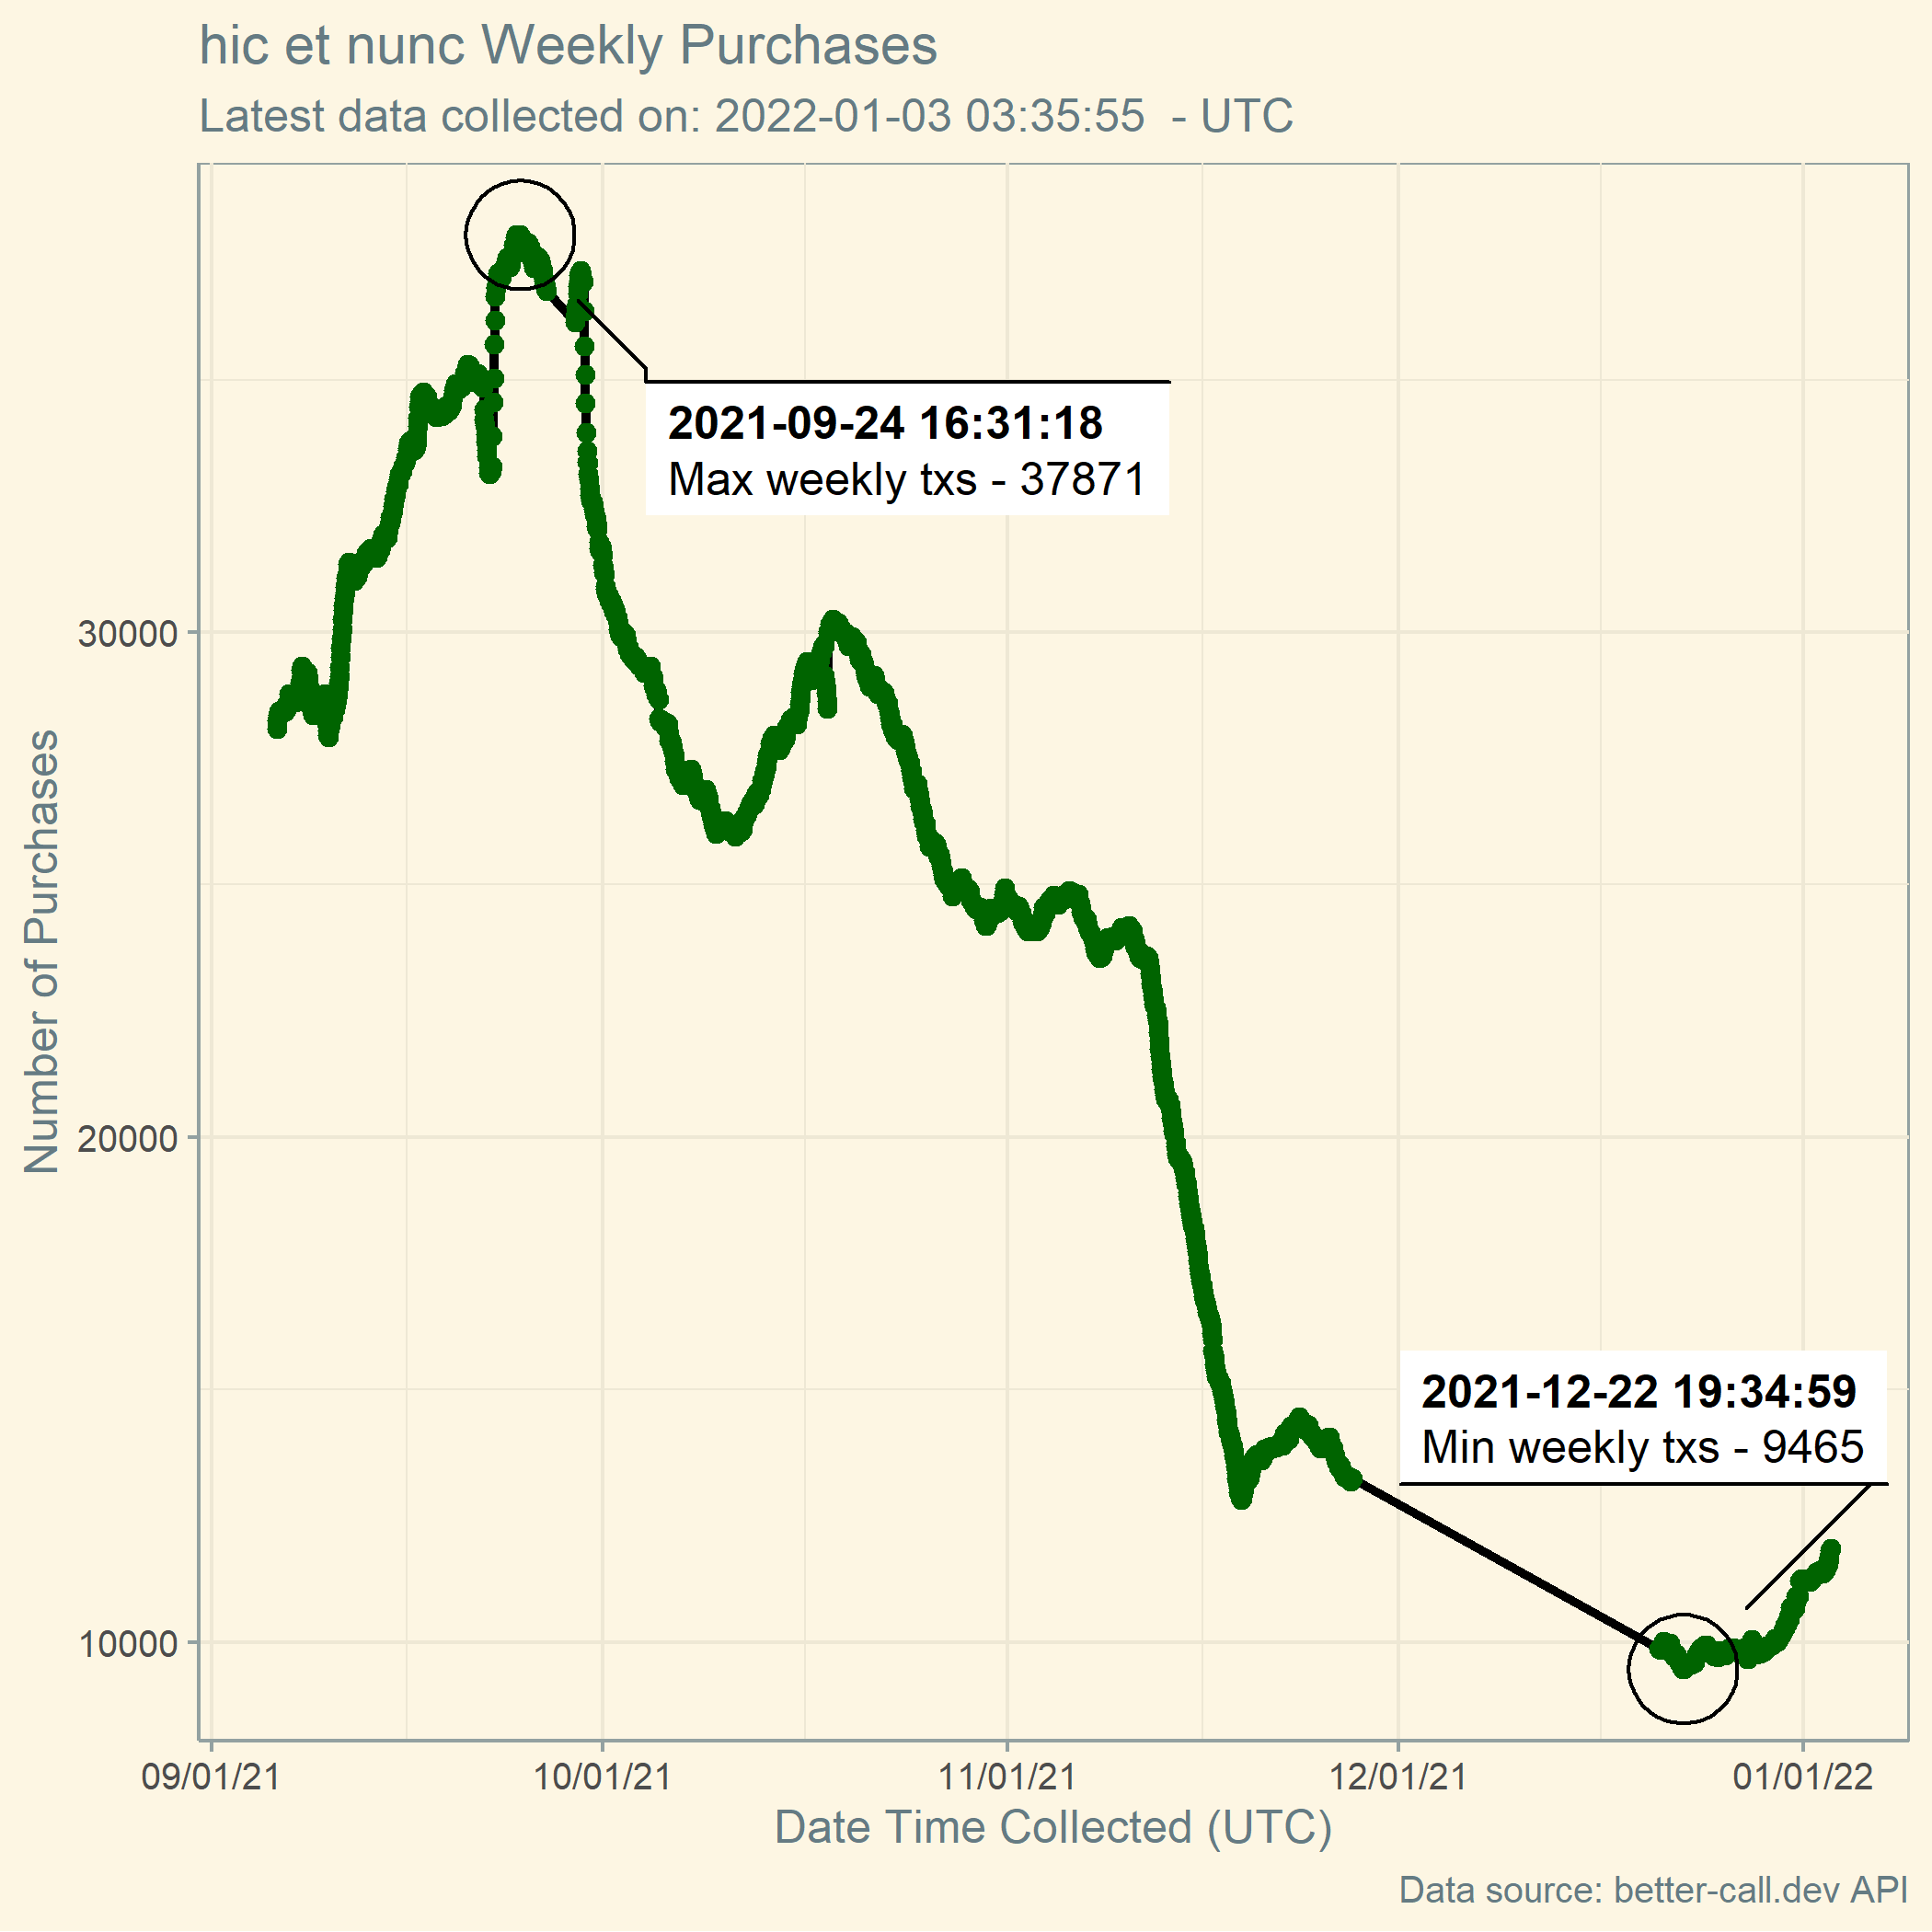 hic et nunc Weekly Purchases
Latest data collected on: 2022-01-03 03:35:55  - UTC
2021-09-24 16:31:18
Max weekly txs - 37871
2021-12-22 19:34:59
Min weekly txs - 9465
Number of Purchases
30000
20000
10000
09/01/21
10/01/21
11/01/21
12/01/21
01/01/22
Date Time Collected (UTC)
Data source: better-call.dev API